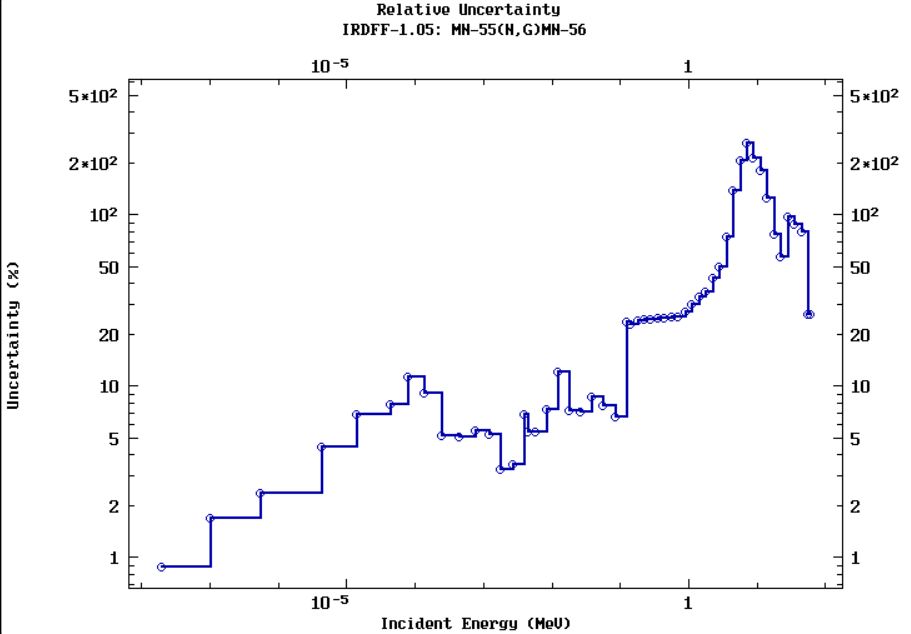 Relative Uncertainty
IRDFF-1.05: MN-55(N,G)MN-56
10⁻⁵ 1
5*10² 5*10²
2*10² 2*10²
10² 10²
50 50
20 20
10 10
5 5
2 2
1 1
10⁻⁵ 1
Incident Energy (MeV)
Uncertainty (%)